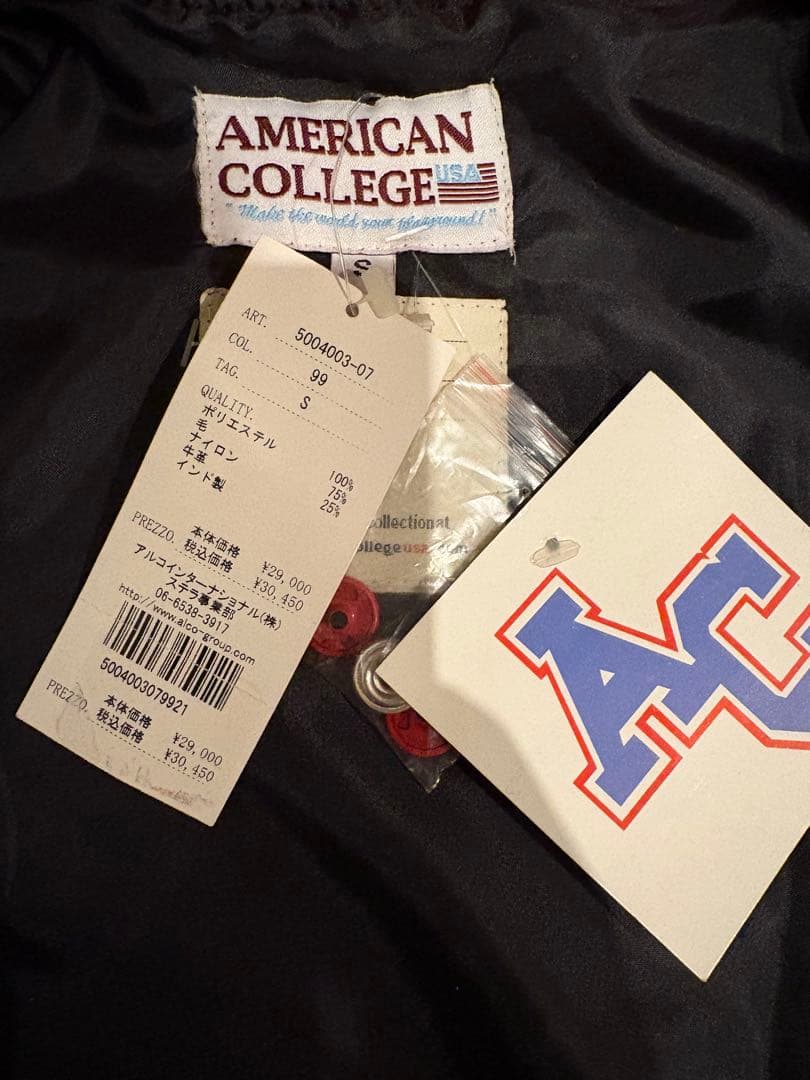 AMERICAN
COLLEGE USA
"Make the world your playground!"
S
ART. 5004003-07
COL. 99
TAG. S
QUALITY.
ポリエステル 100%
毛 75%
ナイロン 25%
牛革
インド製
PREZZO. 本体価格 ¥29,000
税込価格 ¥30,450
アルコインターナショナル(株)
ステラ事業部
06-6538-3917
http://www.alco-group.com
5004003079921
PREZZO. 本体価格 ¥29,000
税込価格 ¥30,450
ollection at
ollegeusa.com
AC